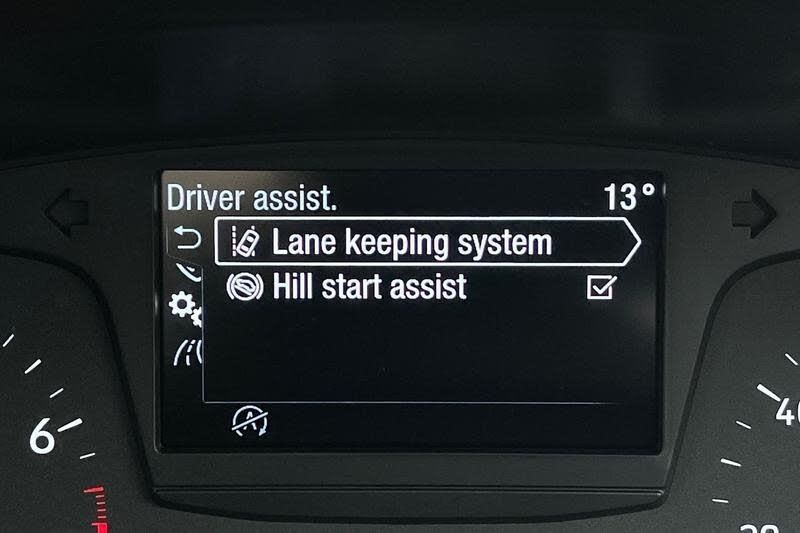 Driver assist. 13°
Lane keeping system
Hill start assist
6